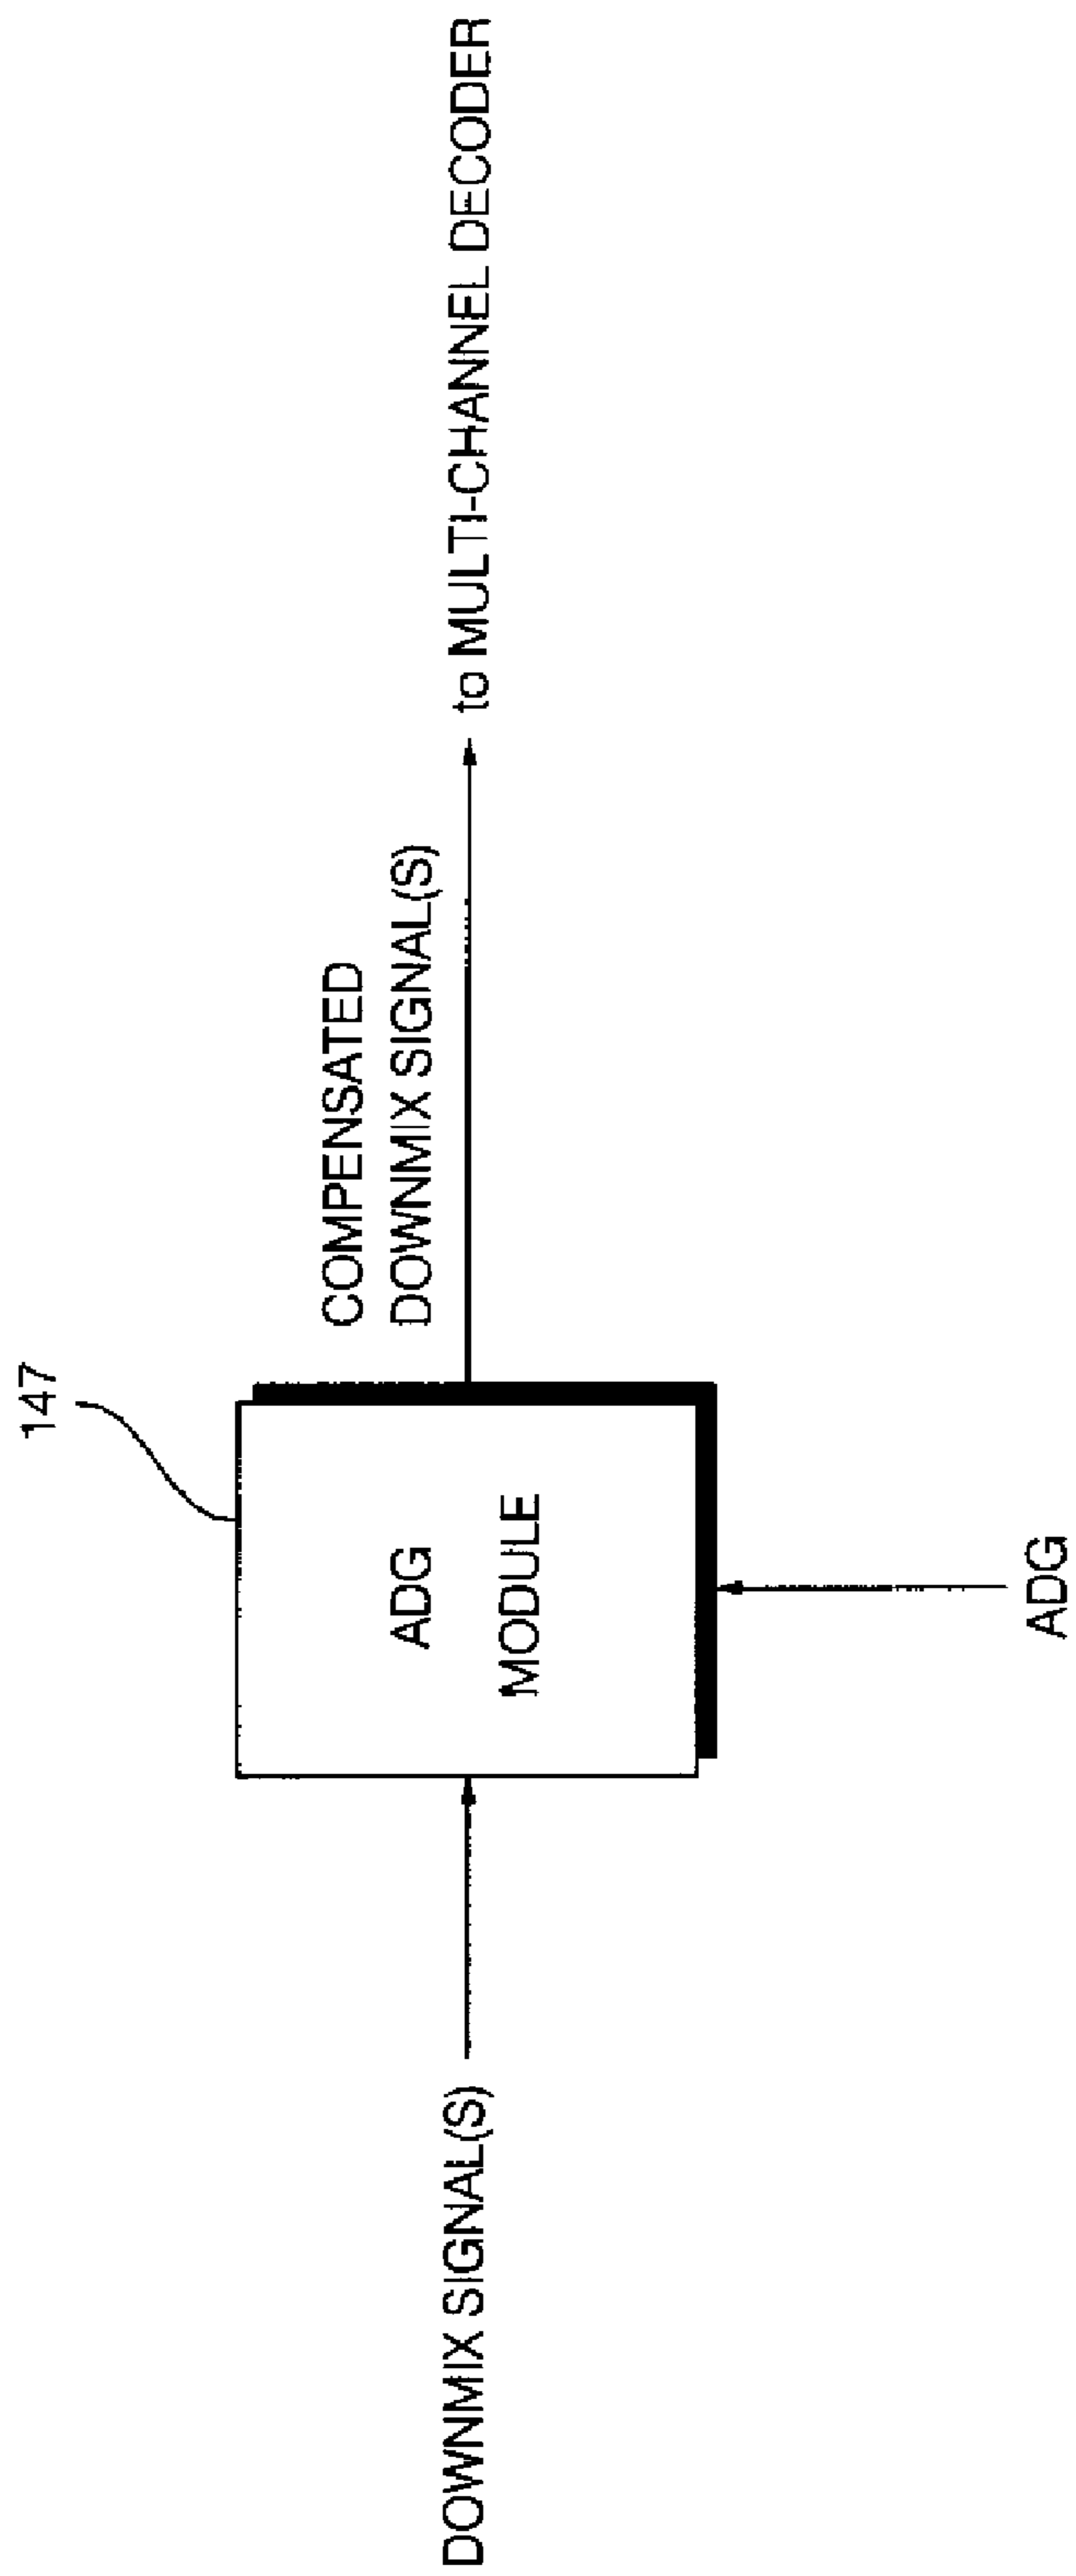 147
DOWNMIX SIGNAL(S)
ADG
MODULE
COMPENSATED
DOWNMIX SIGNAL(S)
to MULTI-CHANNEL DECODER
ADG